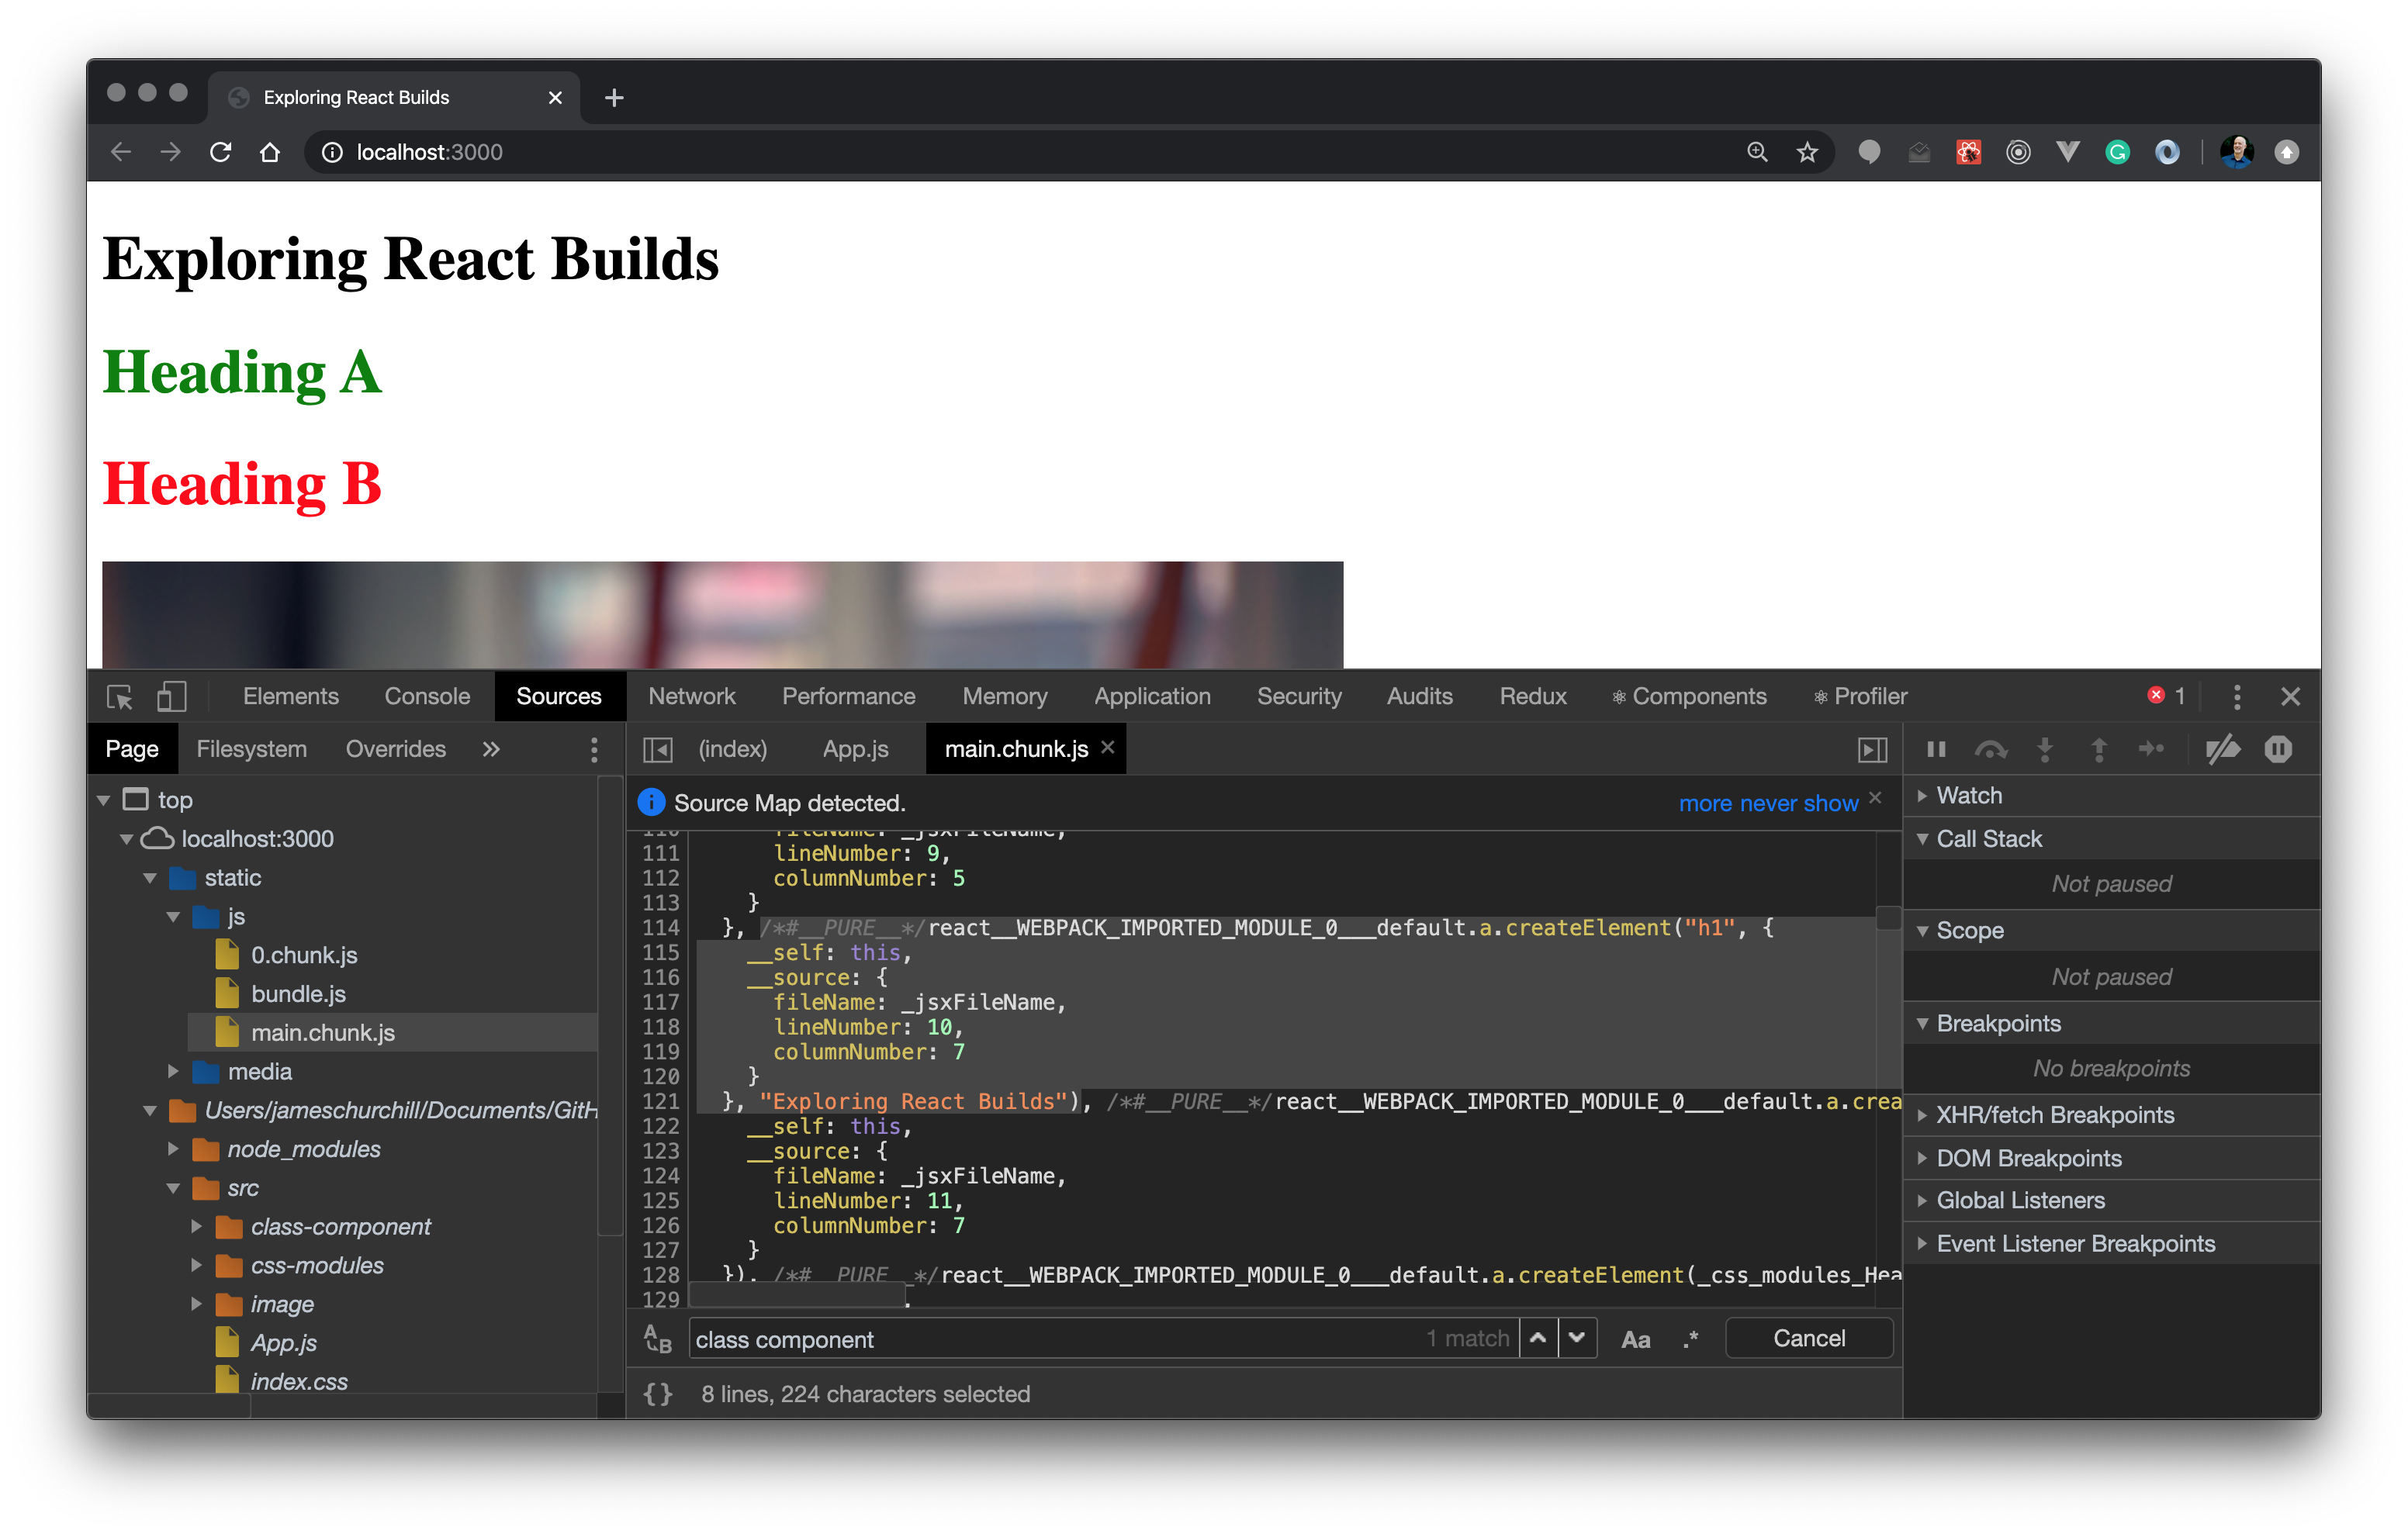 Exploring React Builds
localhost:3000
Exploring React Builds
Heading A
Heading B
Elements Console Sources Network Performance Memory Application Security Audits Redux Components Profiler 1
Page Filesystem Overrides
top
localhost:3000
static
js
0.chunk.js
bundle.js
main.chunk.js
media
Users/jameschurchill/Documents/GitH
node_modules
src
class-component
css-modules
image
App.js
index.css
(index) App.js main.chunk.js
Source Map detected. more never show
110 fileName: _jsxFileName,
111 lineNumber: 9,
112 columnNumber: 5
113 }
114 }, /*#__PURE__*/react__WEBPACK_IMPORTED_MODULE_0___default.a.createElement("h1", {
115 __self: this,
116 __source: {
117 fileName: _jsxFileName,
118 lineNumber: 10,
119 columnNumber: 7
120 }
121 }, "Exploring React Builds"), /*#__PURE__*/react__WEBPACK_IMPORTED_MODULE_0___default.a.crea
122 __self: this,
123 __source: {
124 fileName: _jsxFileName,
125 lineNumber: 11,
126 columnNumber: 7
127 }
128 }), /*#__PURE__*/react__WEBPACK_IMPORTED_MODULE_0___default.a.createElement(_css_modules_Hea
129
class component 1 match Aa .* Cancel
{} 8 lines, 224 characters selected
Watch
Call Stack
Not paused
Scope
Not paused
Breakpoints
No breakpoints
XHR/fetch Breakpoints
DOM Breakpoints
Global Listeners
Event Listener Breakpoints